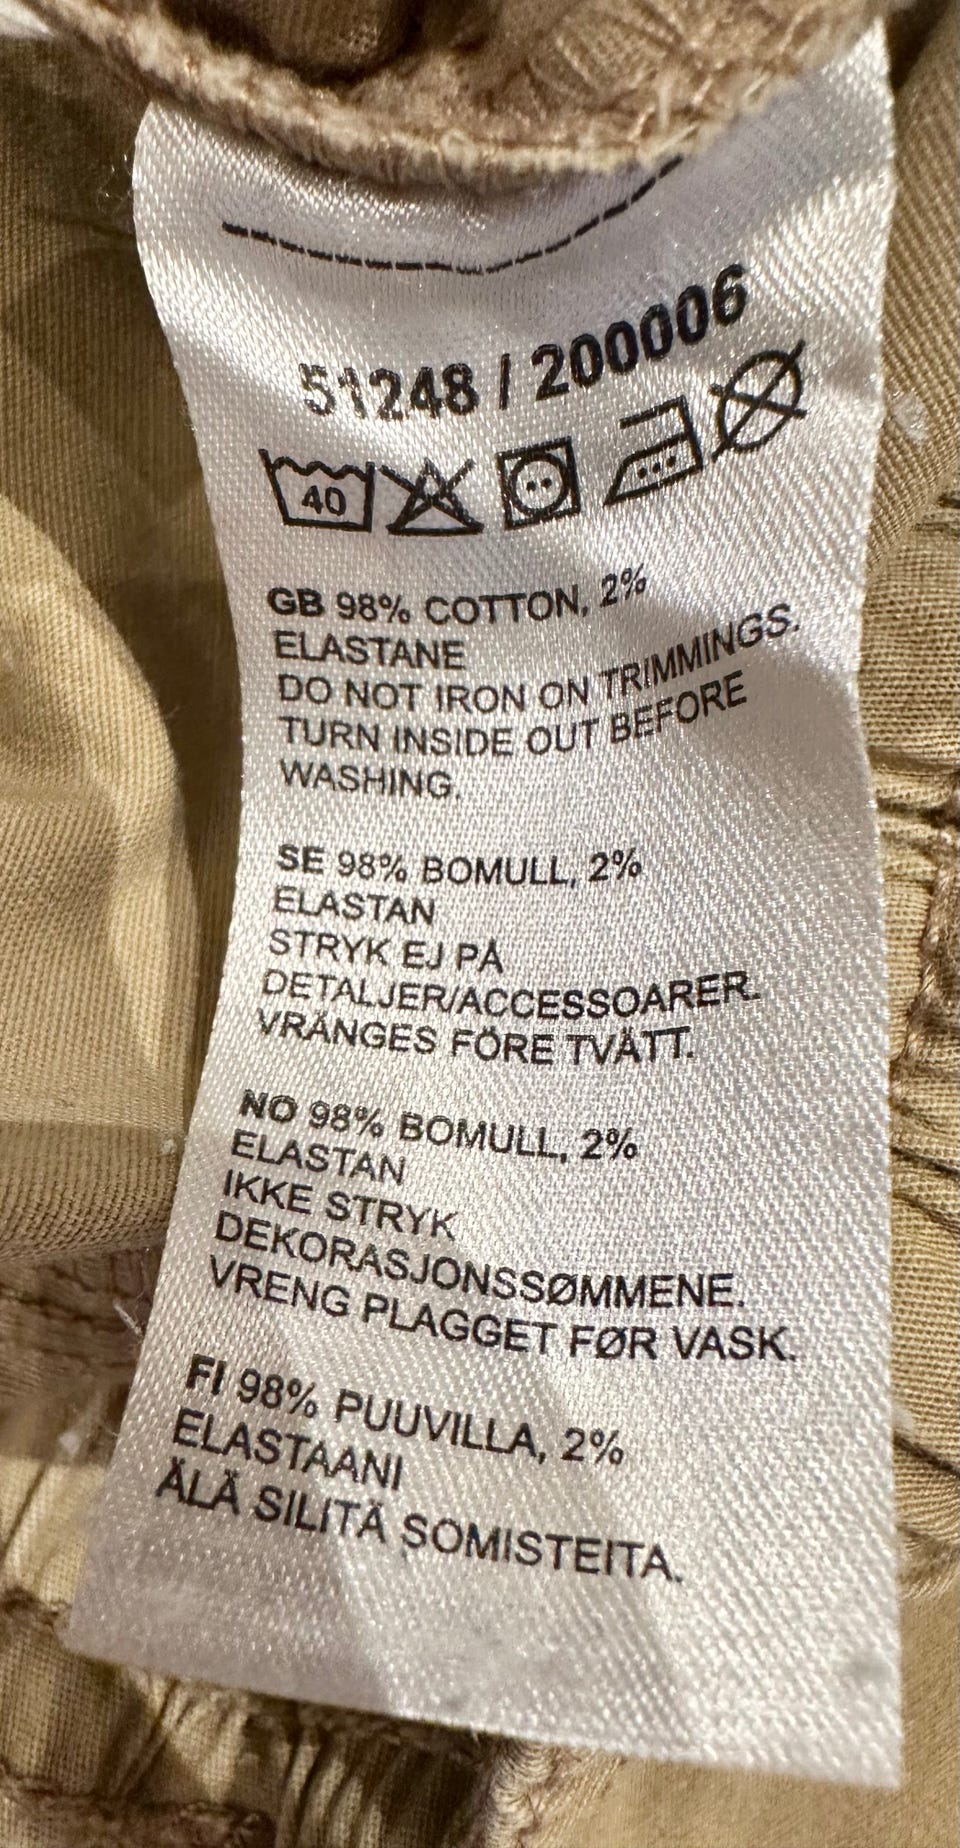 51248 / 200006
40
GB 98% COTTON, 2%
ELASTANE
DO NOT IRON ON TRIMMINGS.
TURN INSIDE OUT BEFORE
WASHING.
SE 98% BOMULL, 2%
ELASTAN
STRYK EJ PÅ
DETALJER/ACCESSOARER.
VRÄNGES FÖRE TVÄTT.
NO 98% BOMULL, 2%
ELASTAN
IKKE STRYK
DEKORASJONSSØMMENE.
VRENG PLAGGET FØR VASK.
FI 98% PUUVILLA, 2%
ELASTAANI
ÄLÄ SILITÄ SOMISTEITA.